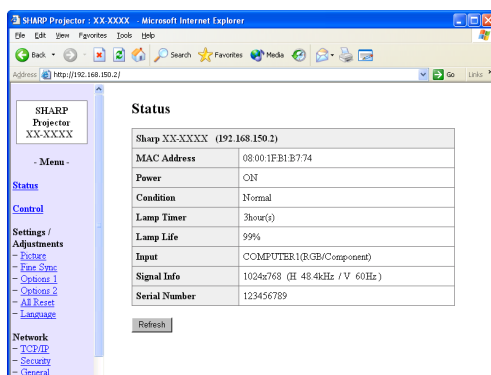 SHARP Projector : XX-XXXX - Microsoft Internet Explorer
File Edit View Favorites Tools Help
Back Search Favorites Media
Address http://192.168.150.2/ Go Links »
SHARP
Projector
XX-XXXX
- Menu -
Status
Control
Settings /
Adjustments
– Picture
– Fine Sync
– Options 1
– Options 2
– All Reset
– Language
Network
– TCP/IP
– Security
– General
Status
Sharp XX-XXXX (192.168.150.2)
MAC Address 08:00:1F:B1:B7:74
Power ON
Condition Normal
Lamp Timer 3hour(s)
Lamp Life 99%
Input COMPUTER1(RGB/Component)
Signal Info 1024x768 (H 48.4kHz / V 60Hz )
Serial Number 123456789
Refresh